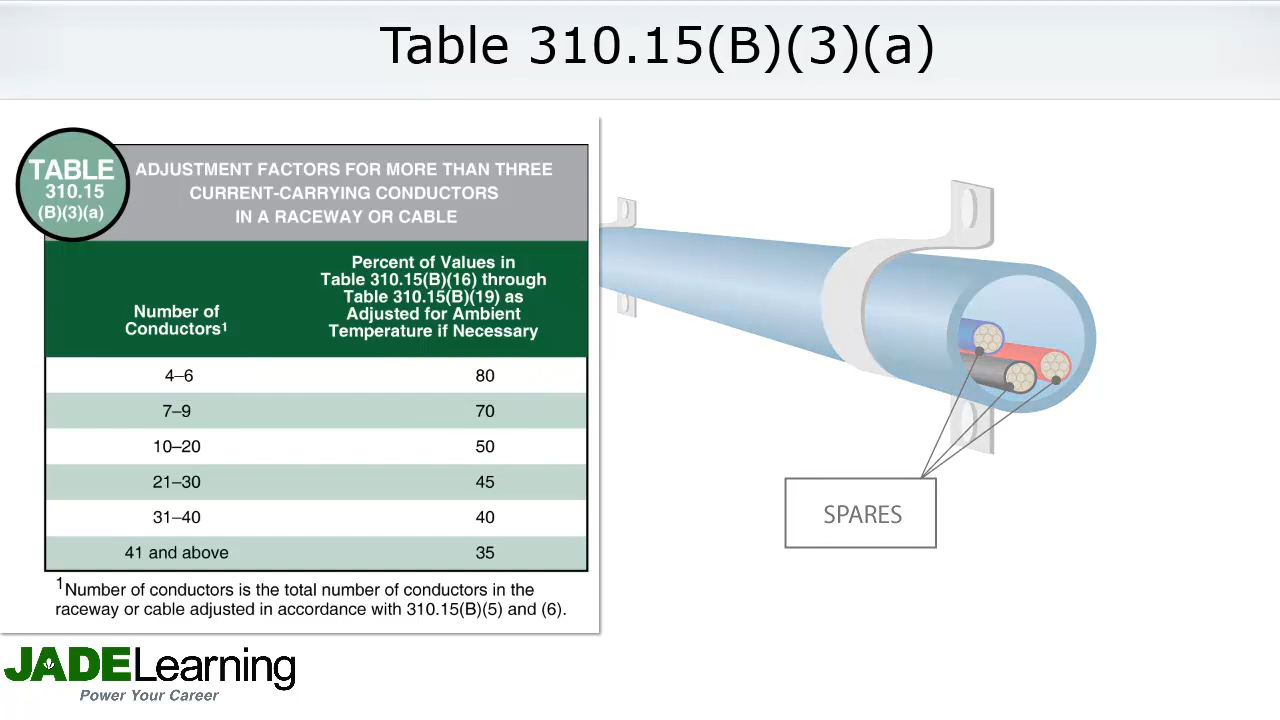 Table 310.15(B)(3)(a)
TABLE
310.15
(B)(3)(a)
ADJUSTMENT FACTORS FOR MORE THAN THREE
CURRENT-CARRYING CONDUCTORS
IN A RACEWAY OR CABLE
Number of
Conductors¹
Percent of Values in
Table 310.15(B)(16) through
Table 310.15(B)(19) as
Adjusted for Ambient
Temperature if Necessary
4–6 80
7–9 70
10–20 50
21–30 45
31–40 40
41 and above 35
¹Number of conductors is the total number of conductors in the
raceway or cable adjusted in accordance with 310.15(B)(5) and (6).
SPARES
JADELearning
Power Your Career